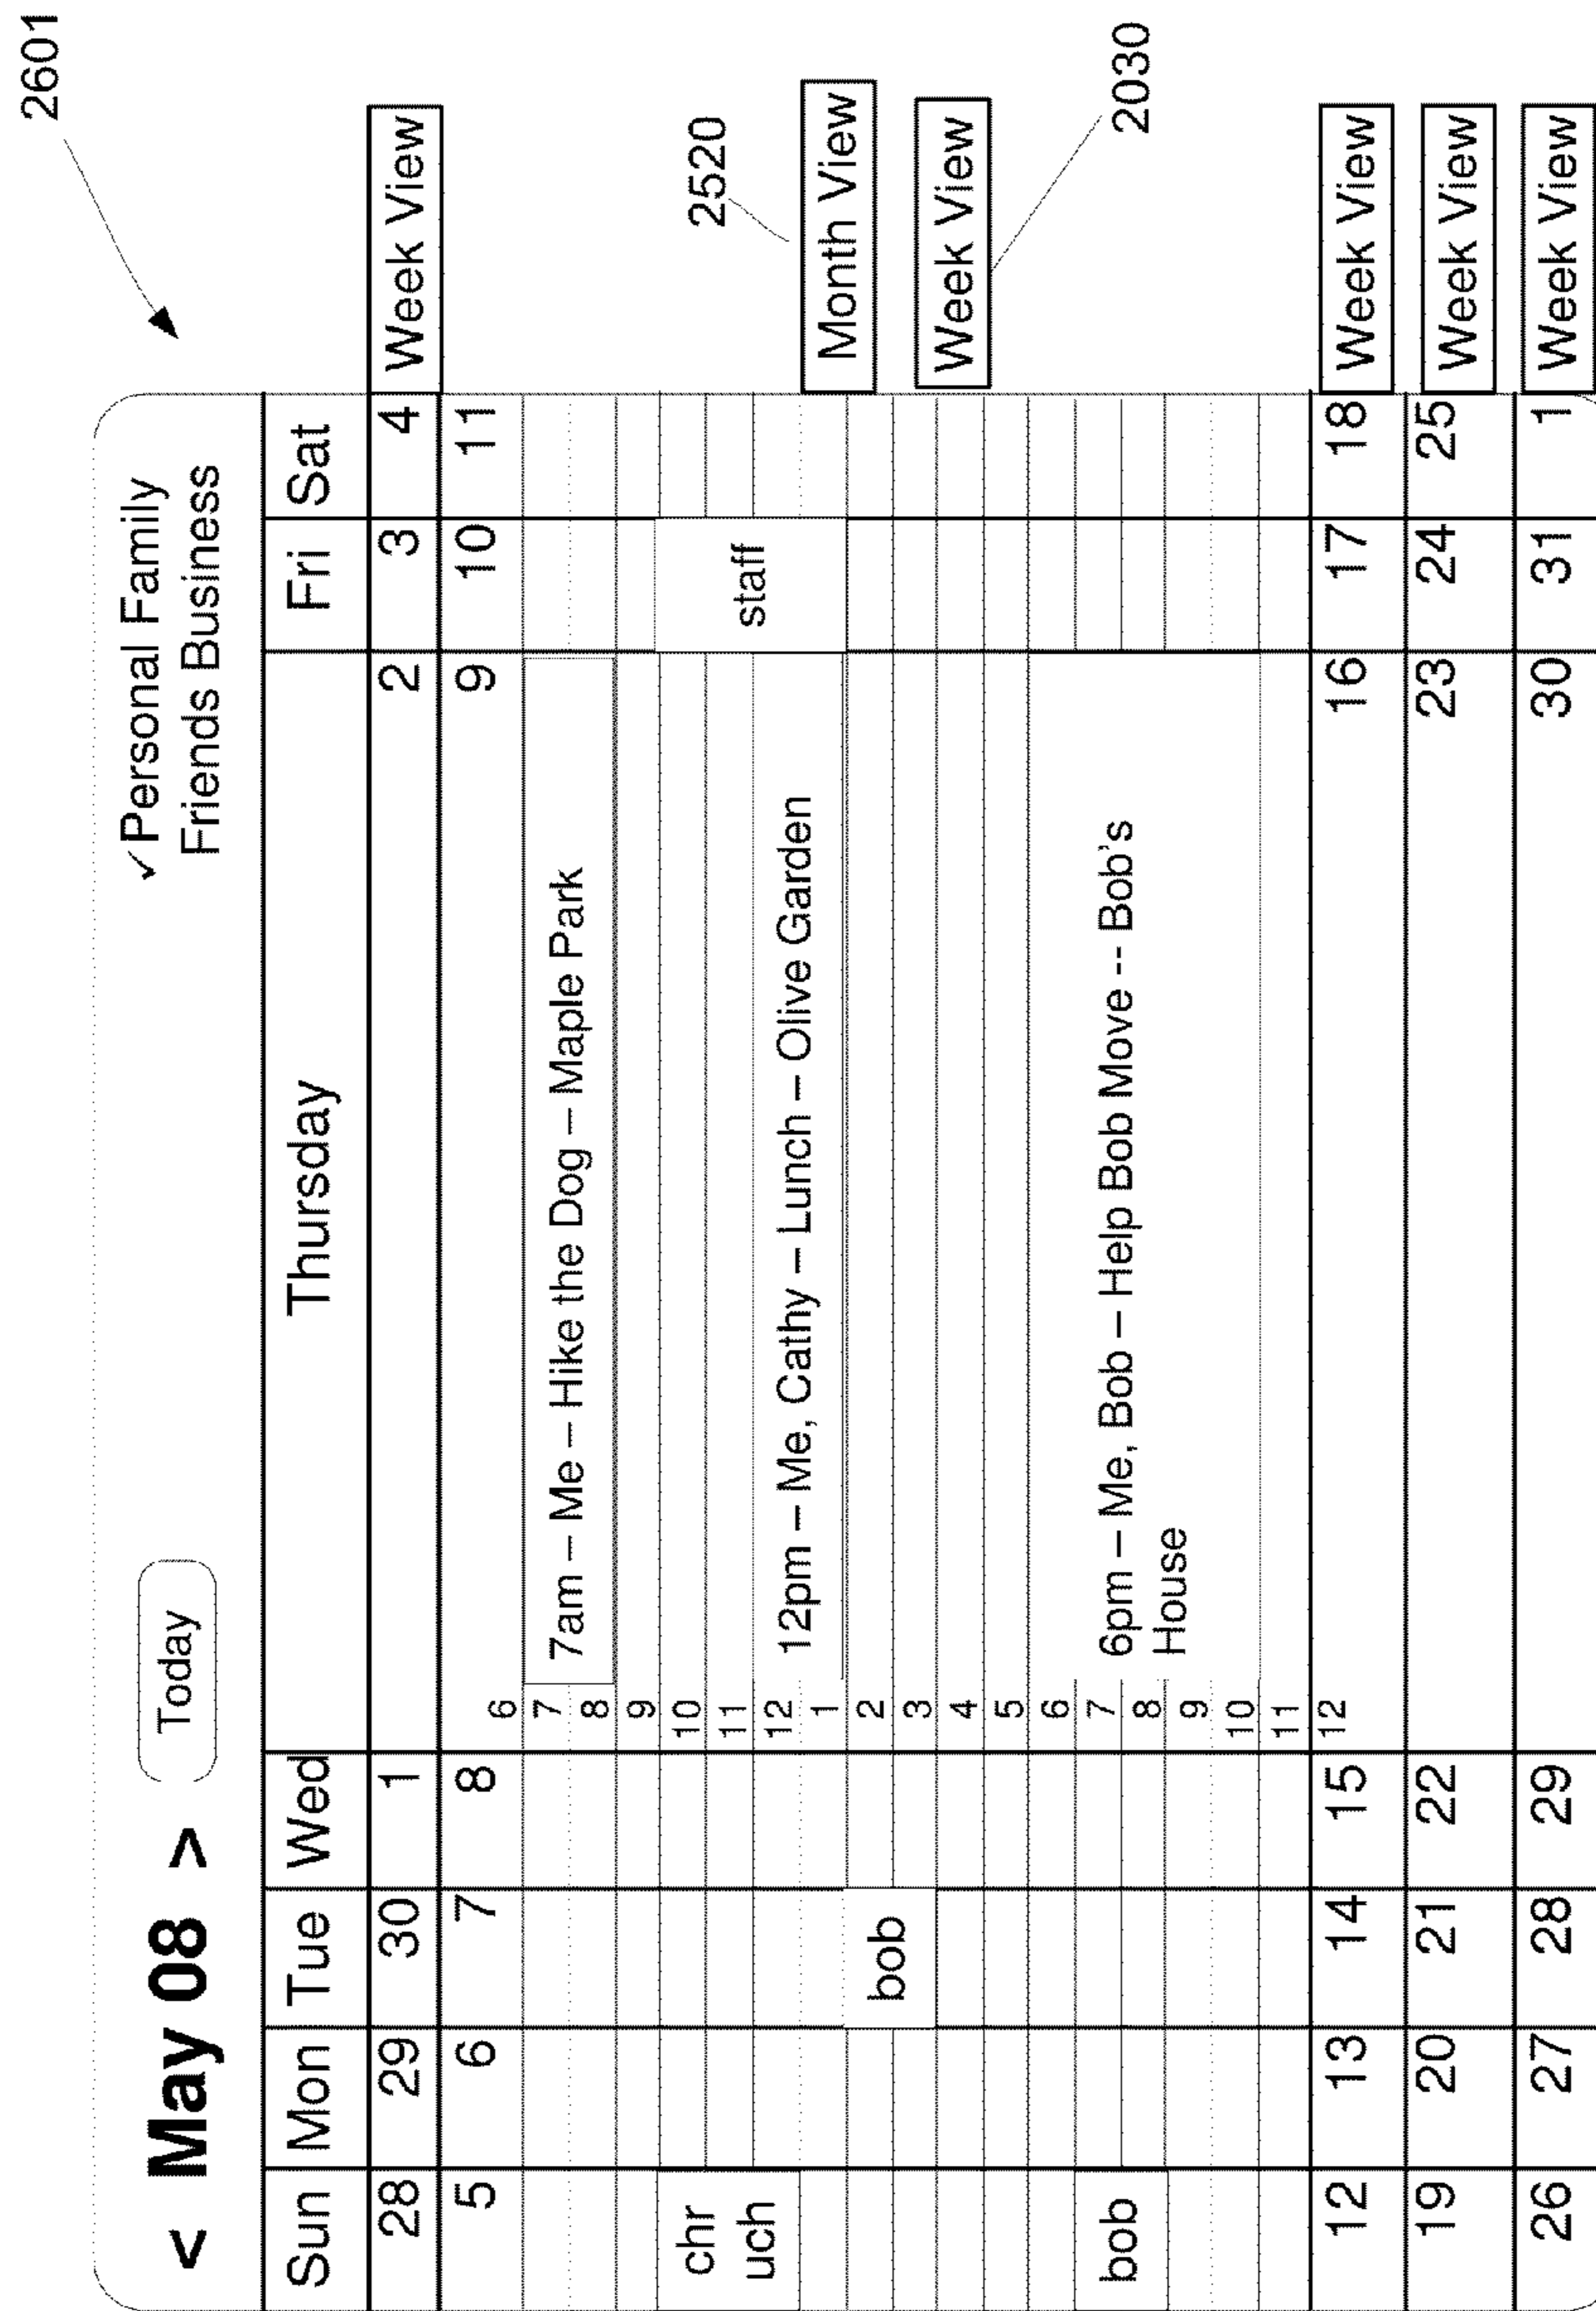 2601
< May 08 > Today ✓Personal Family
Friends Business
Sun Mon Tue Wed Thursday Fri Sat
28 29 30 1 2 3 4 Week View
5 6 7 8 9 10 11
6
7 7am – Me – Hike the Dog – Maple Park
8
9
10
chr
11
uch
staff
2520
12 12pm – Me, Cathy – Lunch – Olive Garden
1 Month View
2 bob
3
4 Week View
2030
5
6
7 bob 6pm – Me, Bob – Help Bob Move -- Bob's
8 House
9
10
11
12
12 13 14 15 16 17 18 Week View
19 20 21 22 23 24 25 Week View
26 27 28 29 30 31 1 Week View